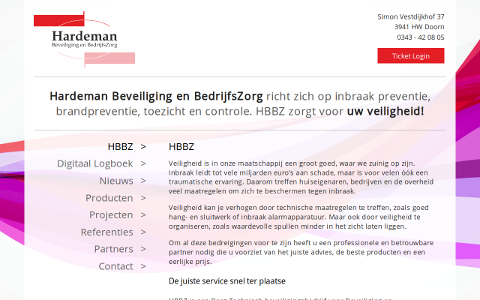 Hardeman
Beveiliging en BedrijfsZorg
Simon Vestdijkhof 37
3941 HW Doorn
0343 - 42 08 05
Ticket Login
Hardeman Beveiliging en BedrijfsZorg richt zich op inbraak preventie,
brandpreventie, toezicht en controle. HBBZ zorgt voor uw veiligheid!
HBBZ >
Digitaal Logboek >
Nieuws >
Producten >
Projecten >
Referenties >
Partners >
Contact >
HBBZ
Veiligheid is in onze maatschappij een groot goed, waar we zuinig op zijn.
Inbraak leidt tot vele miljarden euro's aan schade, maar is voor velen óók een
traumatische ervaring. Daarom treffen huiseigenaren, bedrijven en de overheid
veel maatregelen om zich te beschermen tegen inbraak.
Veiligheid kan je verhogen door technische maatregelen te treffen, zoals goed
hang- en sluitwerk of inbraak alarmapparatuur. Maar ook door veiligheid te
organiseren, zoals waardevolle spullen minder in het zicht laten liggen.
Om al deze bedreigingen voor te zijn heeft u een professionele en betrouwbare
partner nodig die u voorziet van het juiste advies, de beste producten en een
eerlijke prijs.
De juiste service snel ter plaatse